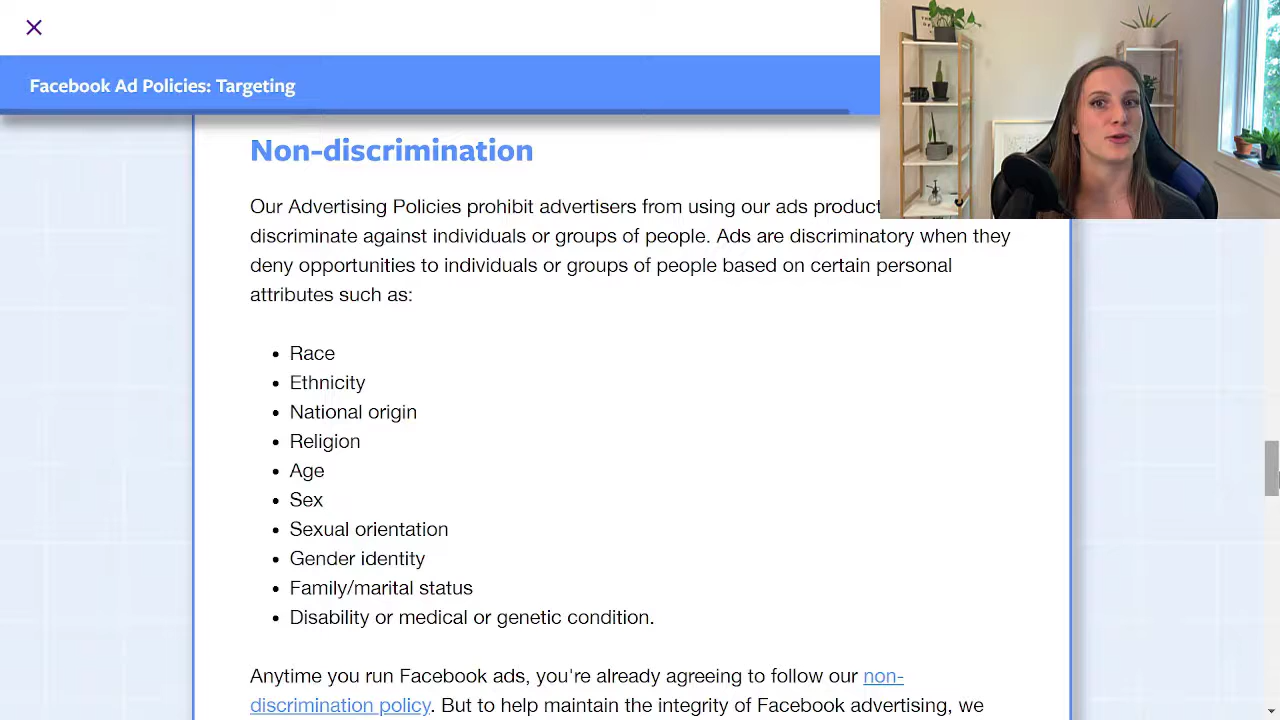 Facebook Ad Policies: Targeting
Non-discrimination
Our Advertising Policies prohibit advertisers from using our ads product
discriminate against individuals or groups of people. Ads are discriminatory when they
deny opportunities to individuals or groups of people based on certain personal
attributes such as:
• Race
• Ethnicity
• National origin
• Religion
• Age
• Sex
• Sexual orientation
• Gender identity
• Family/marital status
• Disability or medical or genetic condition.
Anytime you run Facebook ads, you're already agreeing to follow our non-
discrimination policy. But to help maintain the integrity of Facebook advertising, we